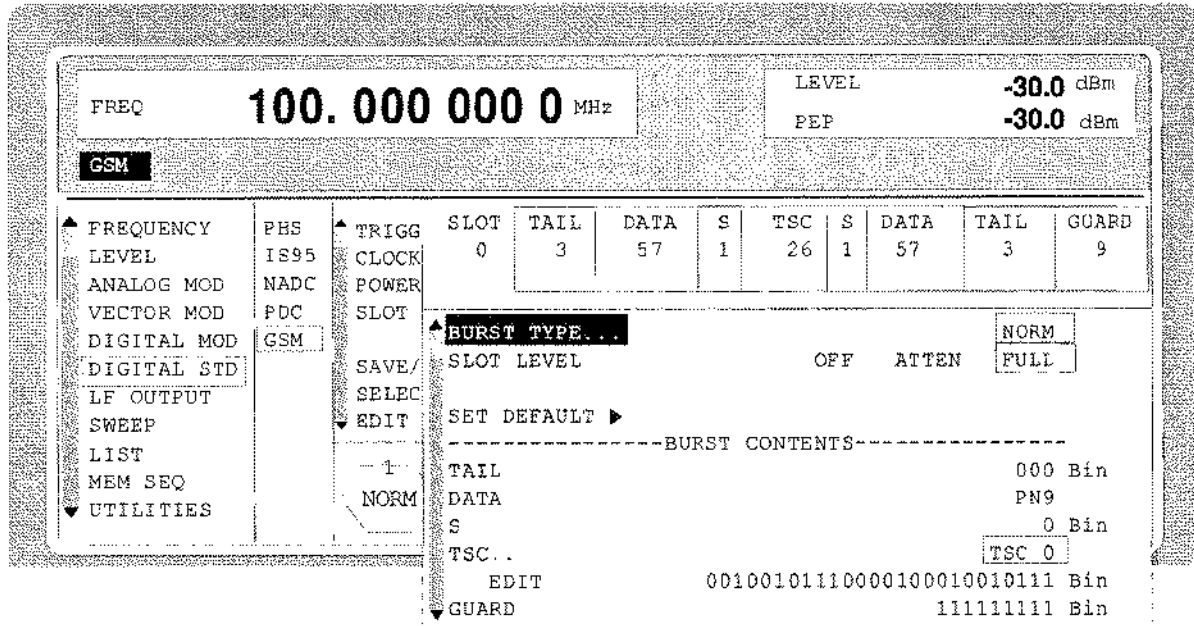 FREQ 100. 000 000 0 MHz
LEVEL -30.0 dBm
PEP -30.0 dBm
GSM
FREQUENCY
LEVEL
ANALOG MOD
VECTOR MOD
DIGITAL MOD
DIGITAL STD
LF OUTPUT
SWEEP
LIST
MEM SEQ
UTILITIES
PHS
IS95
NADC
PDC
GSM
TRIGG
CLOCK
POWER
SLOT
SAVE/
SELEC
EDIT
1
NORM
SLOT TAIL DATA S TSC S DATA TAIL GUARD
0 3 57 1 26 1 57 3 9
BURST TYPE... NORM
SLOT LEVEL OFF ATTEN FULL
SET DEFAULT ▶
-----------------BURST CONTENTS-----------------
TAIL 000 Bin
DATA PN9
S 0 Bin
TSC.. TSC_0
EDIT 00100101110000100010010111 Bin
GUARD 111111111 Bin